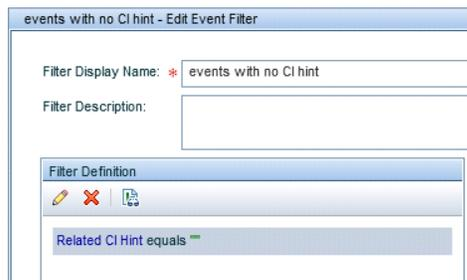 events with no CI hint - Edit Event Filter
Filter Display Name: * events with no CI hint
Filter Description:
Filter Definition
Related CI Hint equals ""